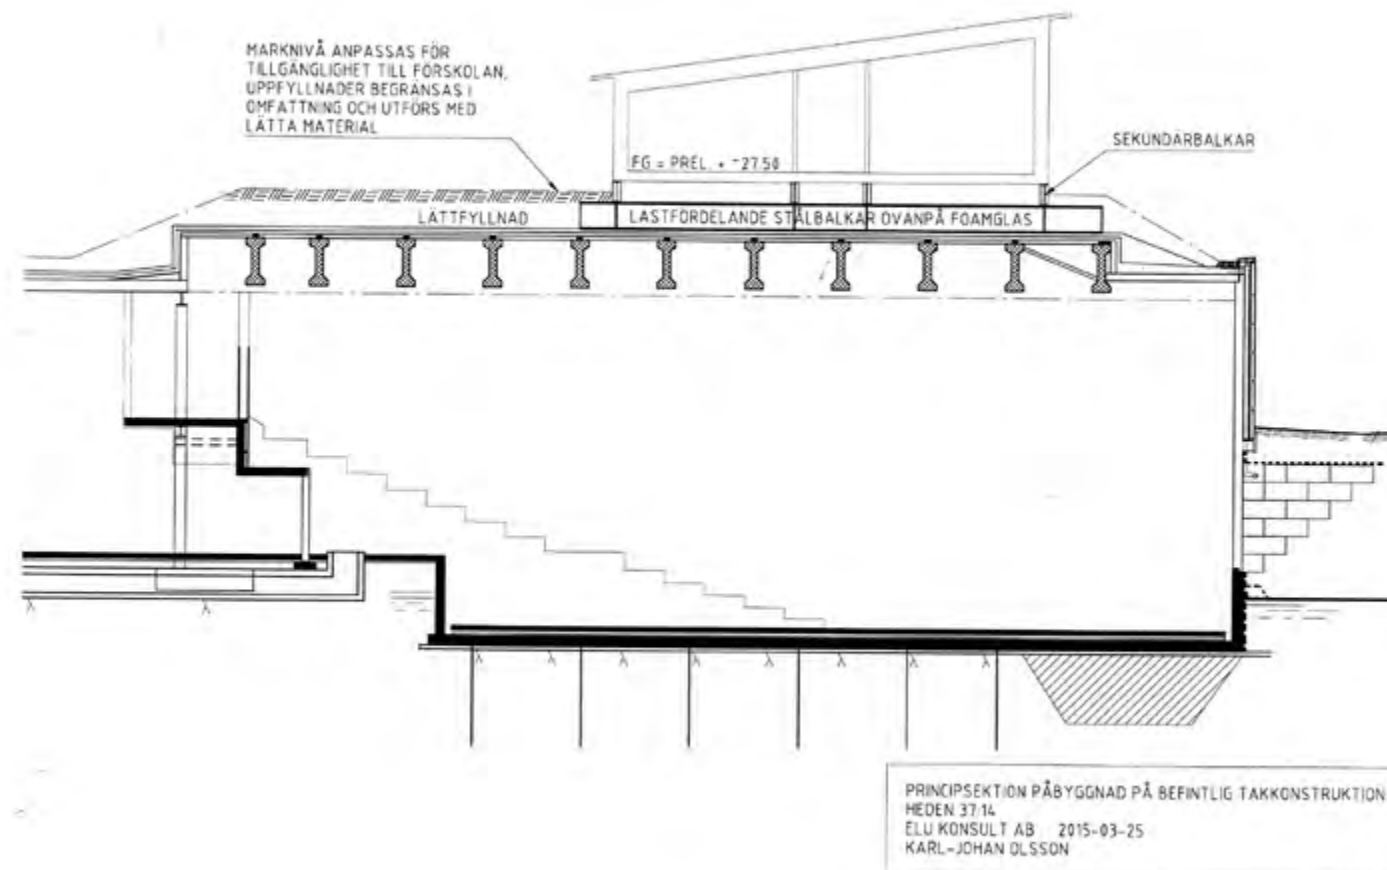 MARKNIVÅ ANPASSAS FÖR
TILLGÄNGLIGHET TILL FÖRSKOLAN,
UPPFYLLNADER BEGRÄNSAS I
OMFATTNING OCH UTFÖRS MED
LÄTTA MATERIAL
SEKUNDÄRBALKAR
FG = PREL. + ~27.50
LÄTTFYLLNAD
LASTFÖRDELANDE STÅLBALKAR OVANPÅ FOAMGLAS
PRINCIPSEKTION PÅBYGGNAD PÅ BEFINTLIG TAKKONSTRUKTION
HEDEN 37:14
ELU KONSULT AB 2015-03-25
KARL-JOHAN OLSSON